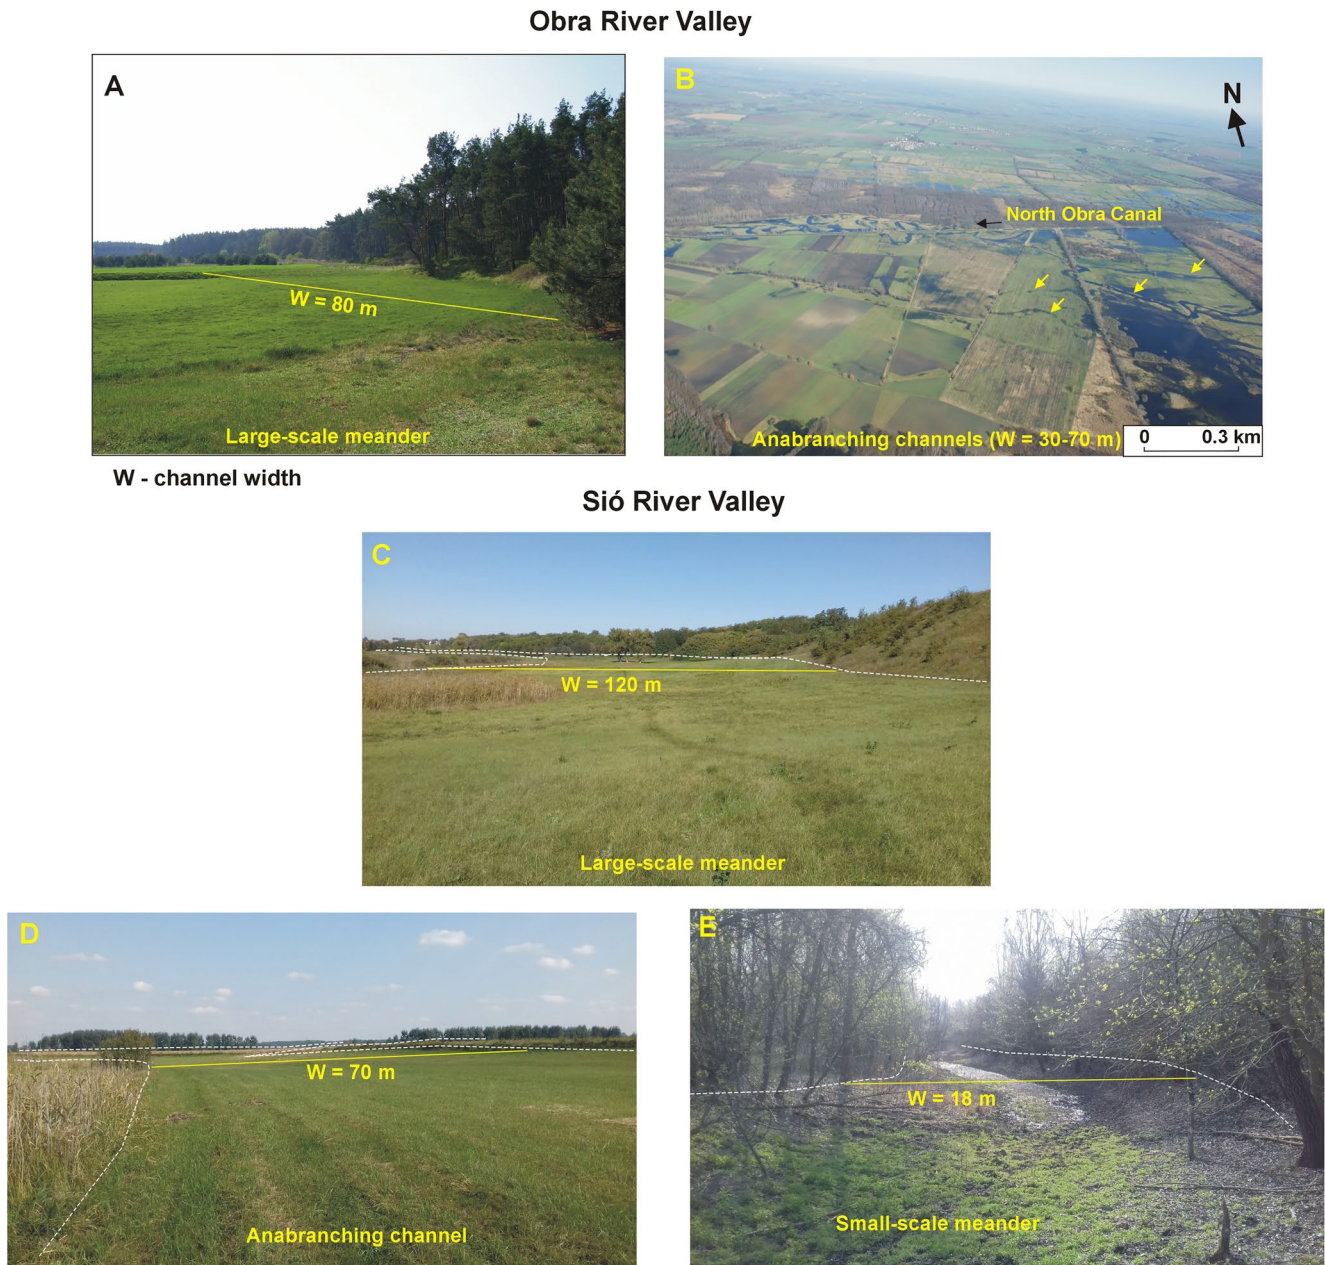 Obra River Valley
A
W = 80 m
Large-scale meander
B
N
North Obra Canal
Anabranching channels (W = 30-70 m)
0 0.3 km
W - channel width
Sió River Valley
C
W = 120 m
Large-scale meander
D
W = 70 m
Anabranching channel
E
W = 18 m
Small-scale meander